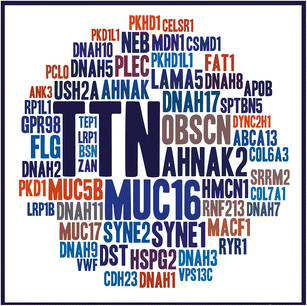 PKHD1 CELSR1
PKD1L1 NEB MDN1 CSMD1
DNAH10 PKHD1L1 FAT1
PCLO DNAH5 PLEC LAMA5 DNAH8
ANK3 USH2A AHNAK DNAH17 APOB
RP1L1 TEP1 TTN OBSCN SPTBN5
GPR98 LRP1 DYNC2H1
FLG BSN AHNAK2 ABCA13
DNAH2 ZAN COL6A3
PKD1 MUC5B MUC16 HMCN1 SRRM2
LRP1B DNAH11 RNF213 COL7A1
MUC17 SYNE2 SYNE1 MACF1 DNAH7
DNAH9 DST HSPG2 DNAH3 RYR1
VWF CDH23 DNAH1 VPS13C